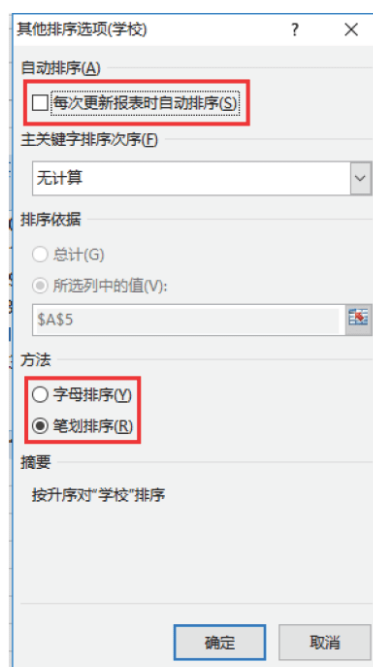 其他排序选项(学校)
自动排序(A)
每次更新报表时自动排序(S)
主关键字排序次序(F)
无计算
排序依据
总计(G)
所选列中的值(V):
$A$5
方法
字母排序(Y)
笔划排序(R)
摘要
按升序对"学校"排序
确定 取消